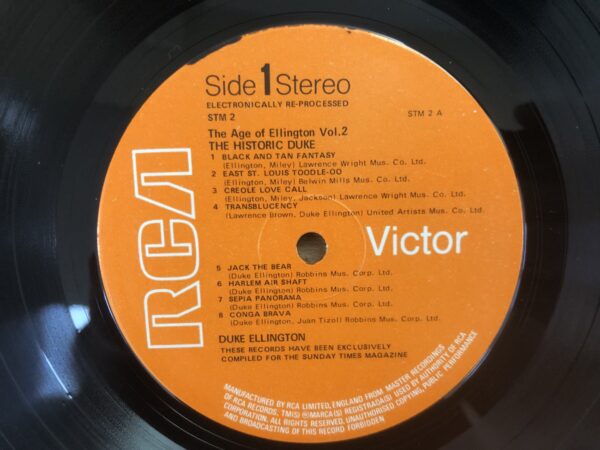 Side 1 Stereo
ELECTRONICALLY RE-PROCESSED
STM 2
STM 2 A
The Age of Ellington Vol.2
THE HISTORIC DUKE
1 BLACK AND TAN FANTASY
(Ellington, Miley) Lawrence Wright Mus. Co. Ltd.
2 EAST ST. LOUIS TOODLE-OO
(Ellington, Miley) Belwin Mills Mus. Co. Ltd.
3 CREOLE LOVE CALL
(Ellington, Miley, Jackson) Lawrence Wright Mus. Co. Ltd.
4 TRANSBLUCENCY
(Lawrence Brown, Duke Ellington) United Artists Mus. Co. Ltd.
RCA
Victor
5 JACK THE BEAR
(Duke Ellington) Robbins Mus. Corp. Ltd.
6 HARLEM AIR SHAFT
(Duke Ellington) Robbins Mus. Corp. Ltd.
7 SEPIA PANORAMA
(Duke Ellington) Robbins Mus. Corp. Ltd.
8 CONGA BRAVA
(Duke Ellington, Juan Tizol) Robbins Mus. Corp. Ltd.
DUKE ELLINGTON
THESE RECORDS HAVE BEEN EXCLUSIVELY
COMPILED FOR THE SUNDAY TIMES MAGAZINE
MANUFACTURED BY RCA LIMITED, ENGLAND FROM MASTER RECORDINGS
OF RCA RECORDS, TM(S) ® MARCA(S) REGISTRADA(S) USED BY AUTHORITY OF RCA
CORPORATION. ALL RIGHTS RESERVED. UNAUTHORISED COPYING, PUBLIC PERFORMANCE
AND BROADCASTING OF THIS RECORD FORBIDDEN